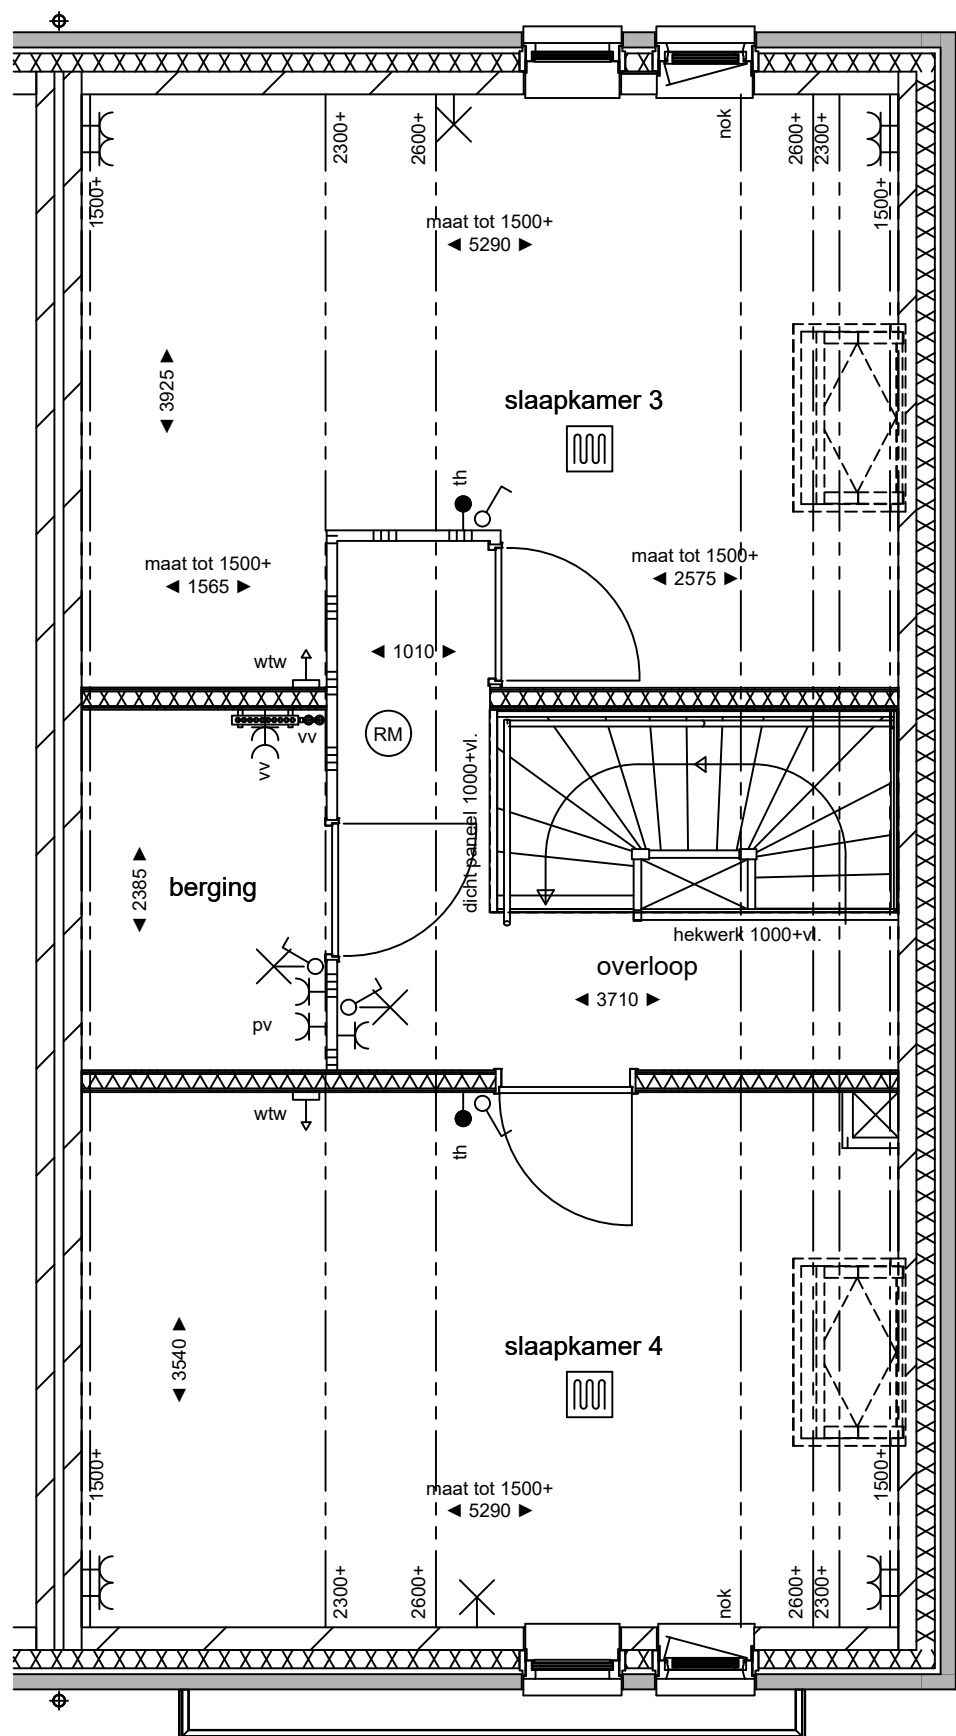 2300+
2600+
nok
2600+
2300+
1500+
1500+
maat tot 1500+
◄ 5290 ►
◄ 3925 ►
slaapkamer 3
th
maat tot 1500+
◄ 1565 ►
maat tot 1500+
◄ 2575 ►
◄ 1010 ►
wtw
vv
vv
RM
dicht paneel 1000+vl.
◄ 2385 ►
berging
hekwerk 1000+vl.
overloop
◄ 3710 ►
pv
wtw
th
◄ 3540 ►
slaapkamer 4
1500+
maat tot 1500+
◄ 5290 ►
1500+
2300+
2600+
nok
2600+
2300+